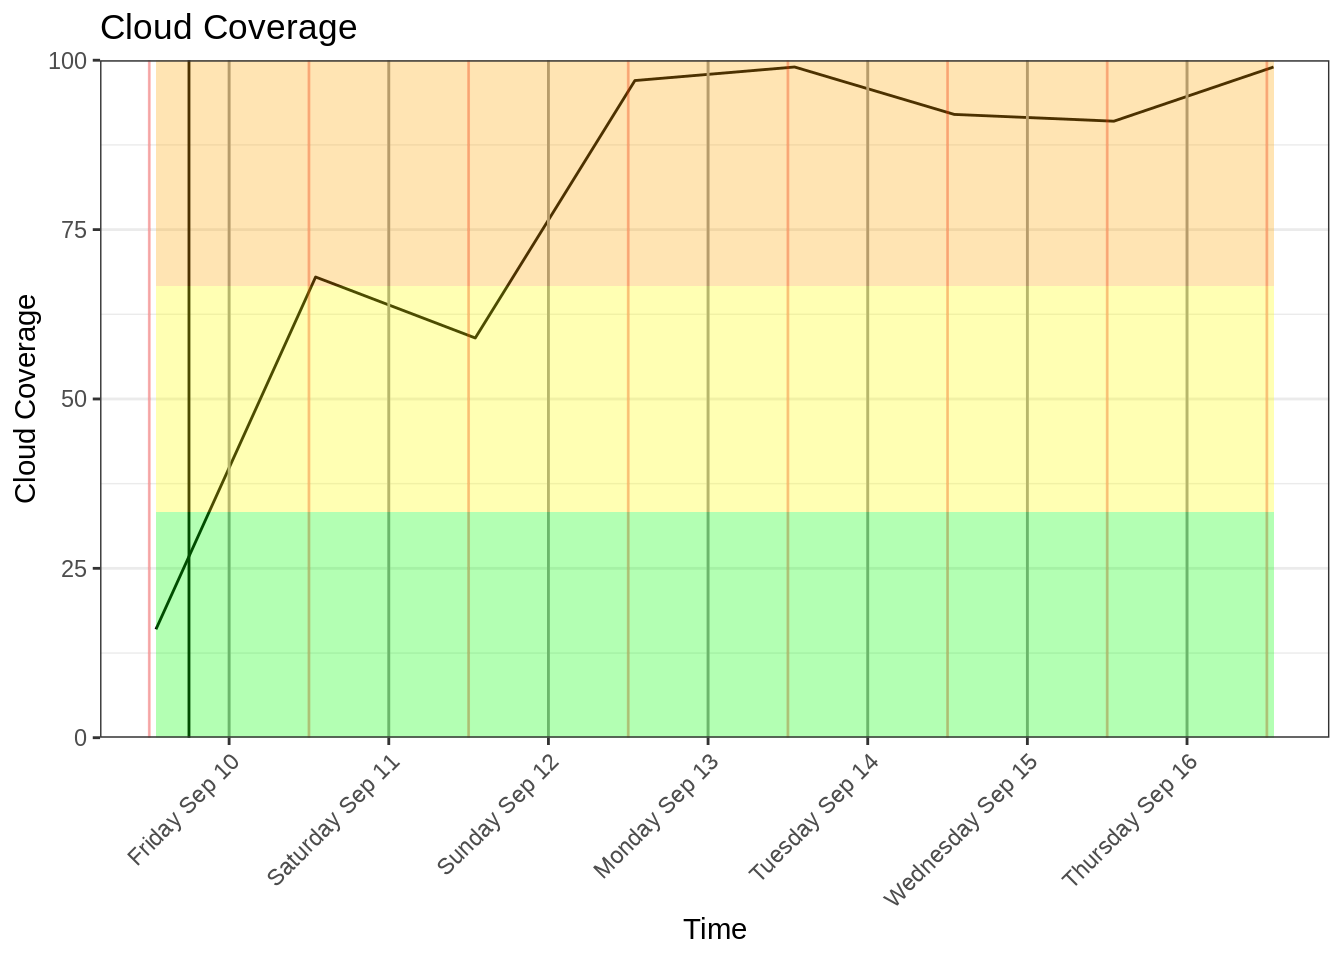 Cloud Coverage
100
75
50
25
0
Cloud Coverage
Friday Sep 10
Saturday Sep 11
Sunday Sep 12
Monday Sep 13
Tuesday Sep 14
Wednesday Sep 15
Thursday Sep 16
Time